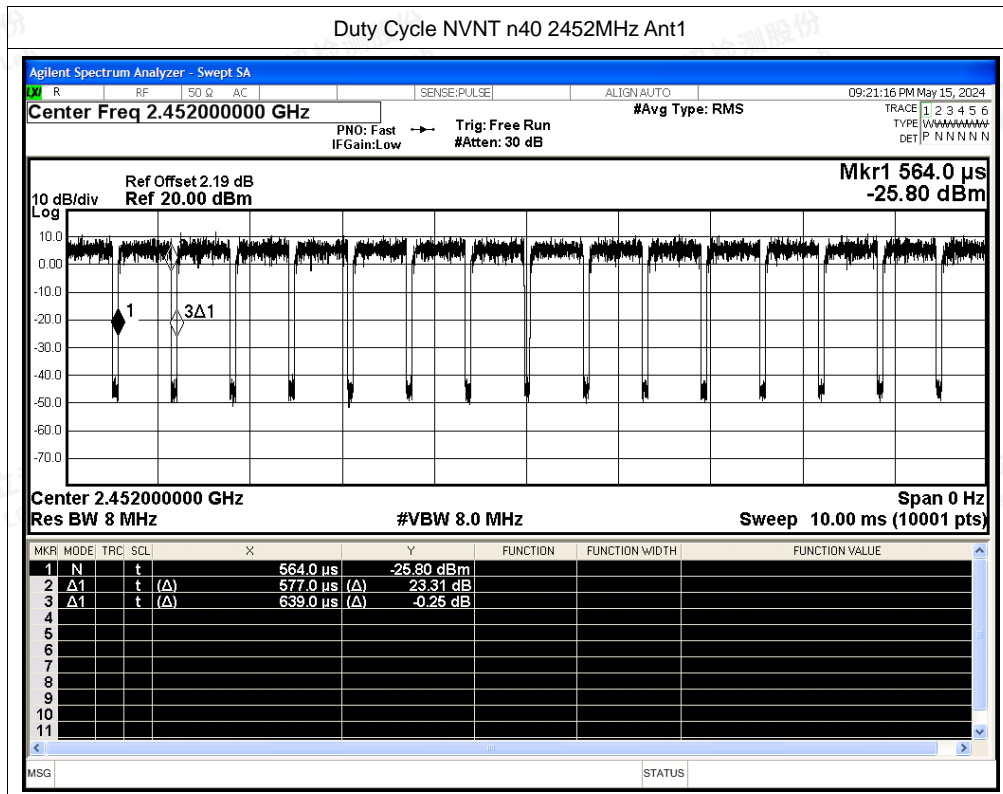 Duty Cycle NVNT n40 2452MHz Ant1
Agilent Spectrum Analyzer - Swept SA
LXI R RF 50 Ω AC SENSE:PULSE ALIGN AUTO 09:21:16 PM May 15, 2024
Center Freq 2.452000000 GHz #Avg Type: RMS TRACE 1 2 3 4 5 6
PNO: Fast Trig: Free Run TYPE WWWWWW
IFGain:Low #Atten: 30 dB DET P N N N N N
Mkr1 564.0 µs
-25.80 dBm
Ref Offset 2.19 dB
10 dB/div Ref 20.00 dBm
Log
10.0
0.00
-10.0
1 3Δ1
-20.0
-30.0
-40.0
-50.0
-60.0
-70.0
Center 2.452000000 GHz Span 0 Hz
Res BW 8 MHz #VBW 8.0 MHz Sweep 10.00 ms (10001 pts)
MKR MODE TRC SCL X Y FUNCTION FUNCTION WIDTH FUNCTION VALUE
1 N t 564.0 µs -25.80 dBm
2 Δ1 t (Δ) 577.0 µs (Δ) 23.31 dB
3 Δ1 t (Δ) 639.0 µs (Δ) -0.25 dB
4
5
6
7
8
9
10
11
MSG STATUS